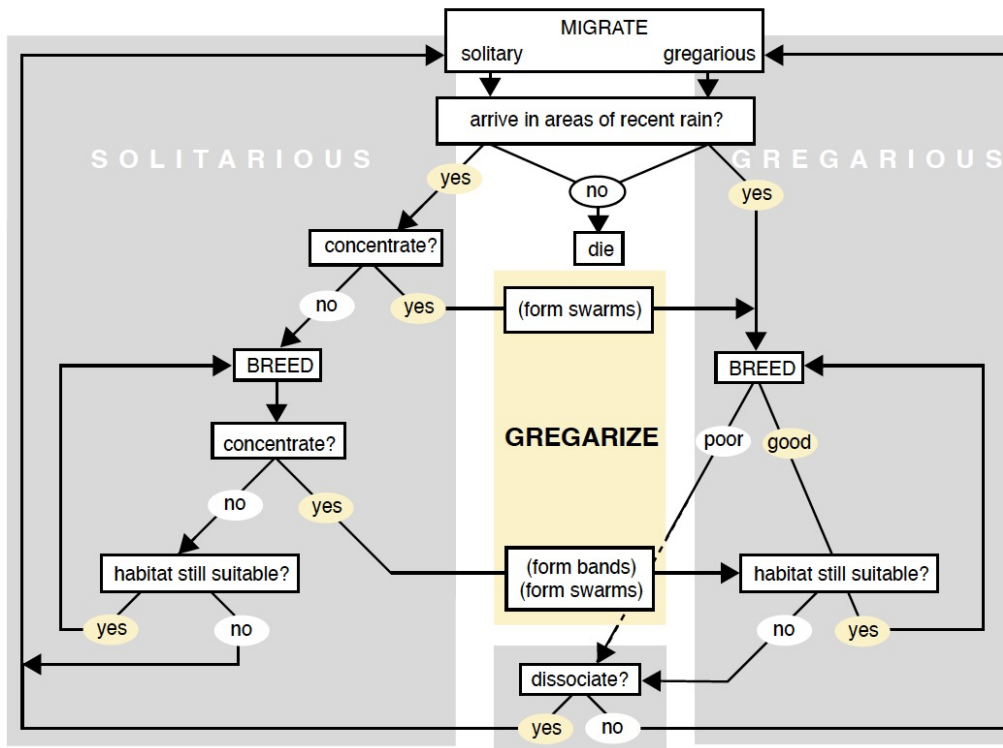 MIGRATE
solitary gregarious
arrive in areas of recent rain?
SOLITARIOUS GREGARIOUS
yes no yes
concentrate? die
no yes (form swarms)
BREED BREED
concentrate? GREGARIZE poor good
no yes
habitat still suitable? (form bands) habitat still suitable?
(form swarms)
yes no no yes
dissociate?
yes no